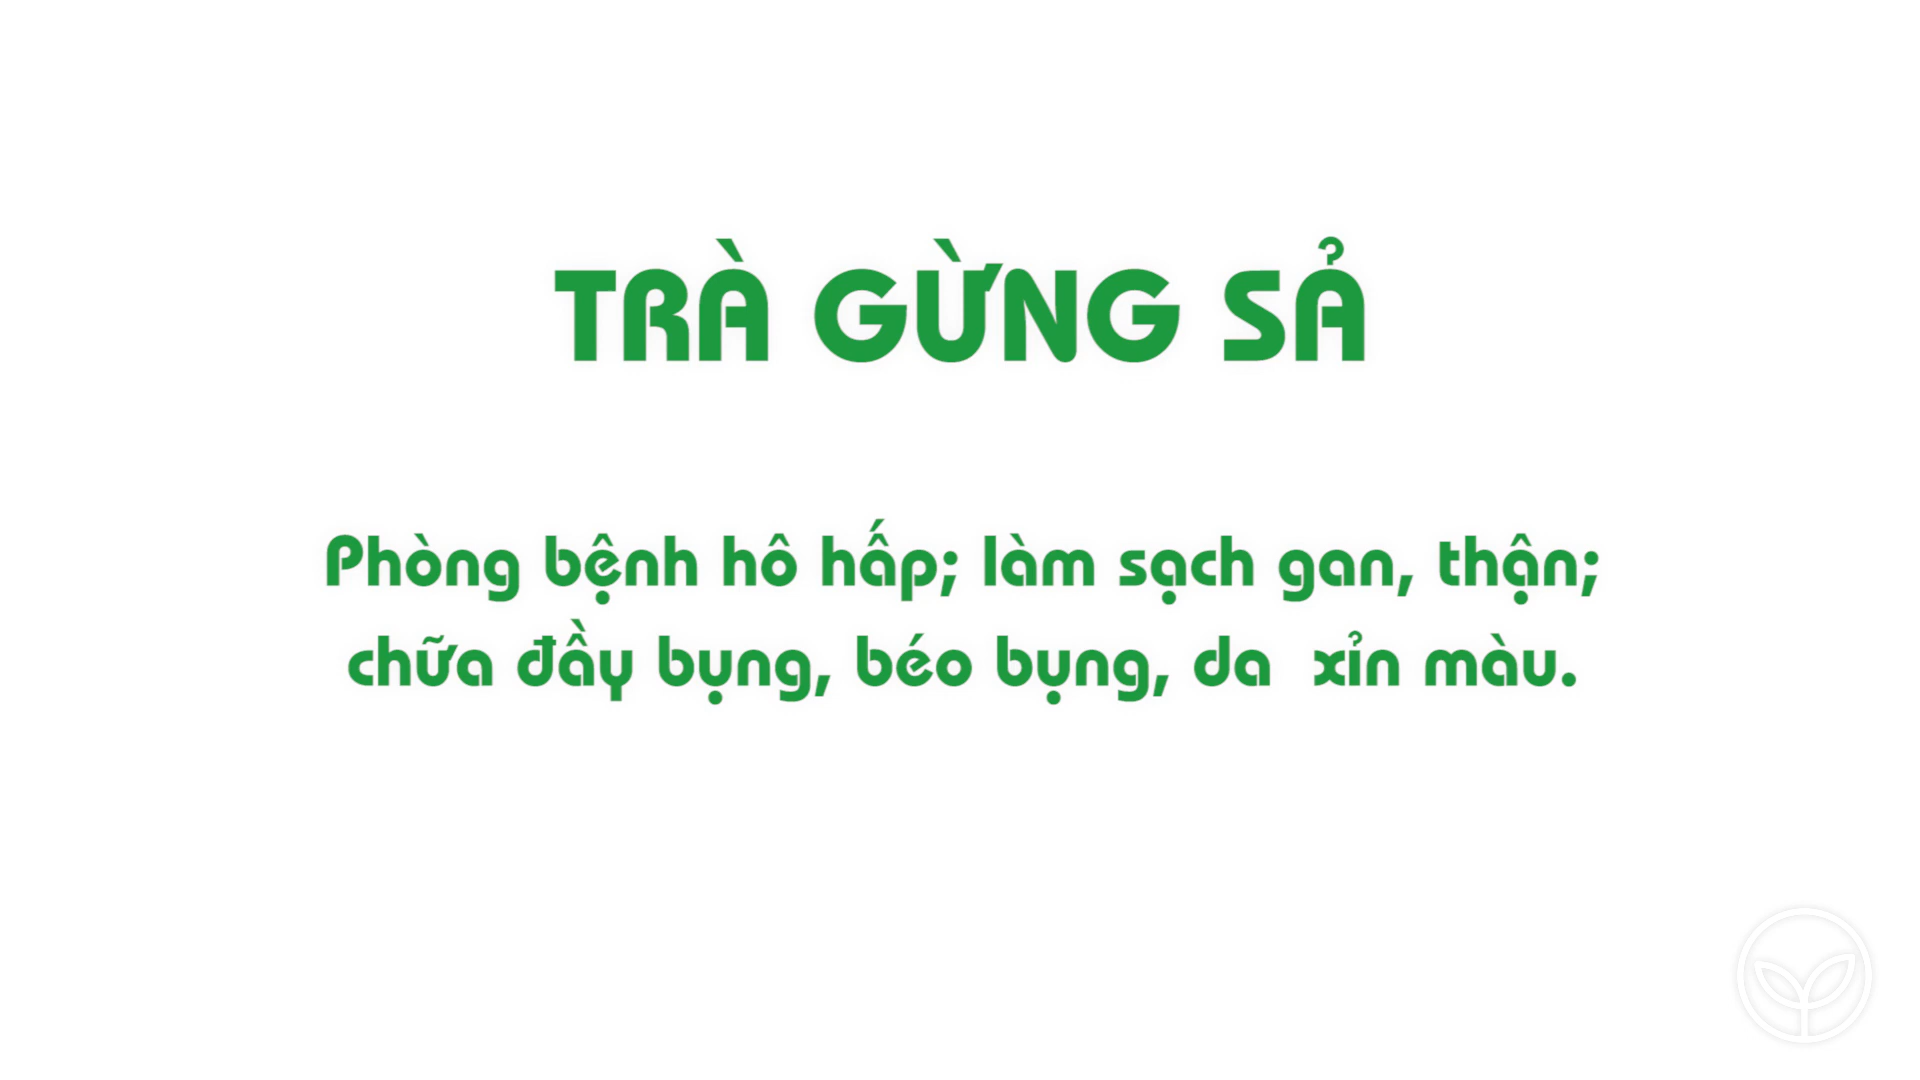 TRÀ GỪNG SẢ
Phòng bệnh hô hấp; làm sạch gan, thận;
chữa đầy bụng, béo bụng, da  xỉn màu.